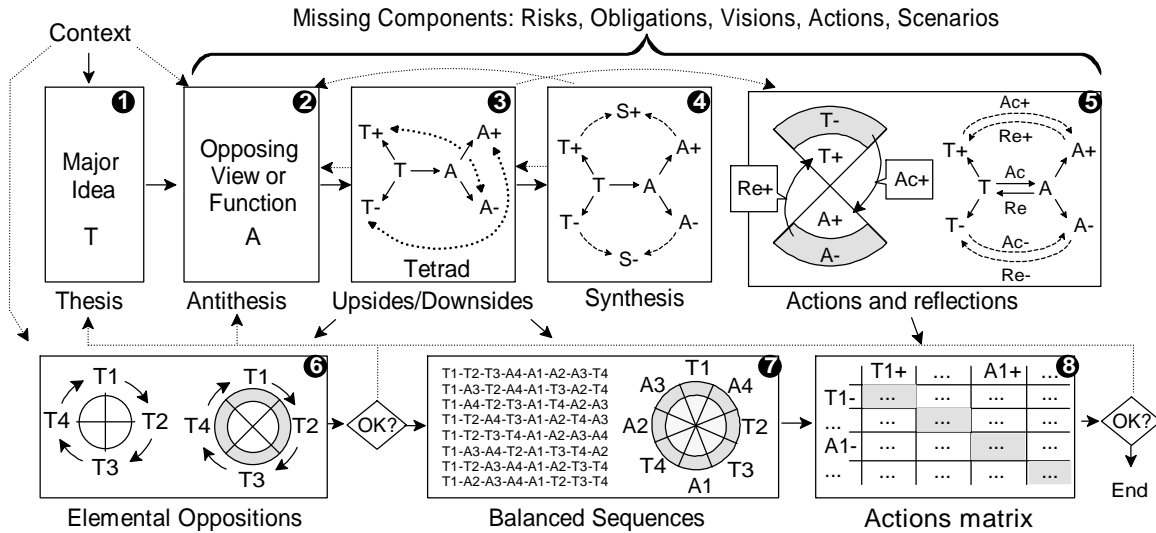 Missing Components: Risks, Obligations, Visions, Actions, Scenarios
Context
1
Major
Idea
T
Thesis
2
Opposing
View or
Function
A
Antithesis
3
T+
A+
T
A
T-
A-
Tetrad
Upsides/Downsides
4
S+
T+
A+
T
A
T-
A-
S-
Synthesis
5
T-
T+
Re+
Ac+
A+
A-
Ac+
Re+
T+
A+
Ac
T
A
Re
T-
A-
Ac-
Re-
Actions and reflections
6
T1
T4
T2
T3
T1
T4
T2
T3
Elemental Oppositions
OK?
7
T1-T2-T3-A4-A1-A2-A3-T4
T1-A3-T2-A4-A1-T3-A2-T4
T1-A4-T2-T3-A1-T4-A2-A3
T1-T2-A4-T3-A1-A2-T4-A3
T1-T2-T3-T4-A1-A2-A3-A4
T1-A3-A4-T2-A1-T3-T4-A2
T1-T2-A3-A4-A1-A2-T3-T4
T1-A2-A3-A4-A1-T2-T3-T4
T1
A3
A4
A2
T2
T4
T3
A1
Balanced Sequences
8
T1+ ... A1+ ...
T1- ...
... ...
A1- ...
... ...
Actions matrix
OK?
End